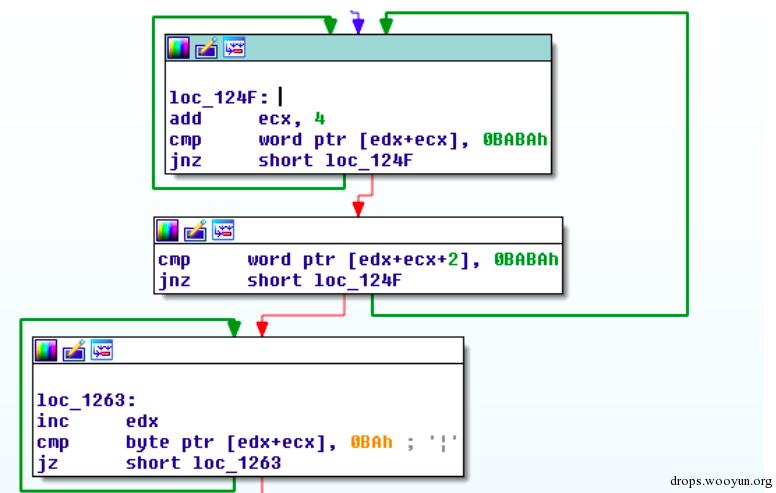 loc_124F:
add ecx, 4
cmp word ptr [edx+ecx], 0BABAh
jnz short loc_124F
cmp word ptr [edx+ecx+2], 0BABAh
jnz short loc_124F
loc_1263:
inc edx
cmp byte ptr [edx+ecx], 0BAh ; '¦'
jz short loc_1263
drops.wooyun.org